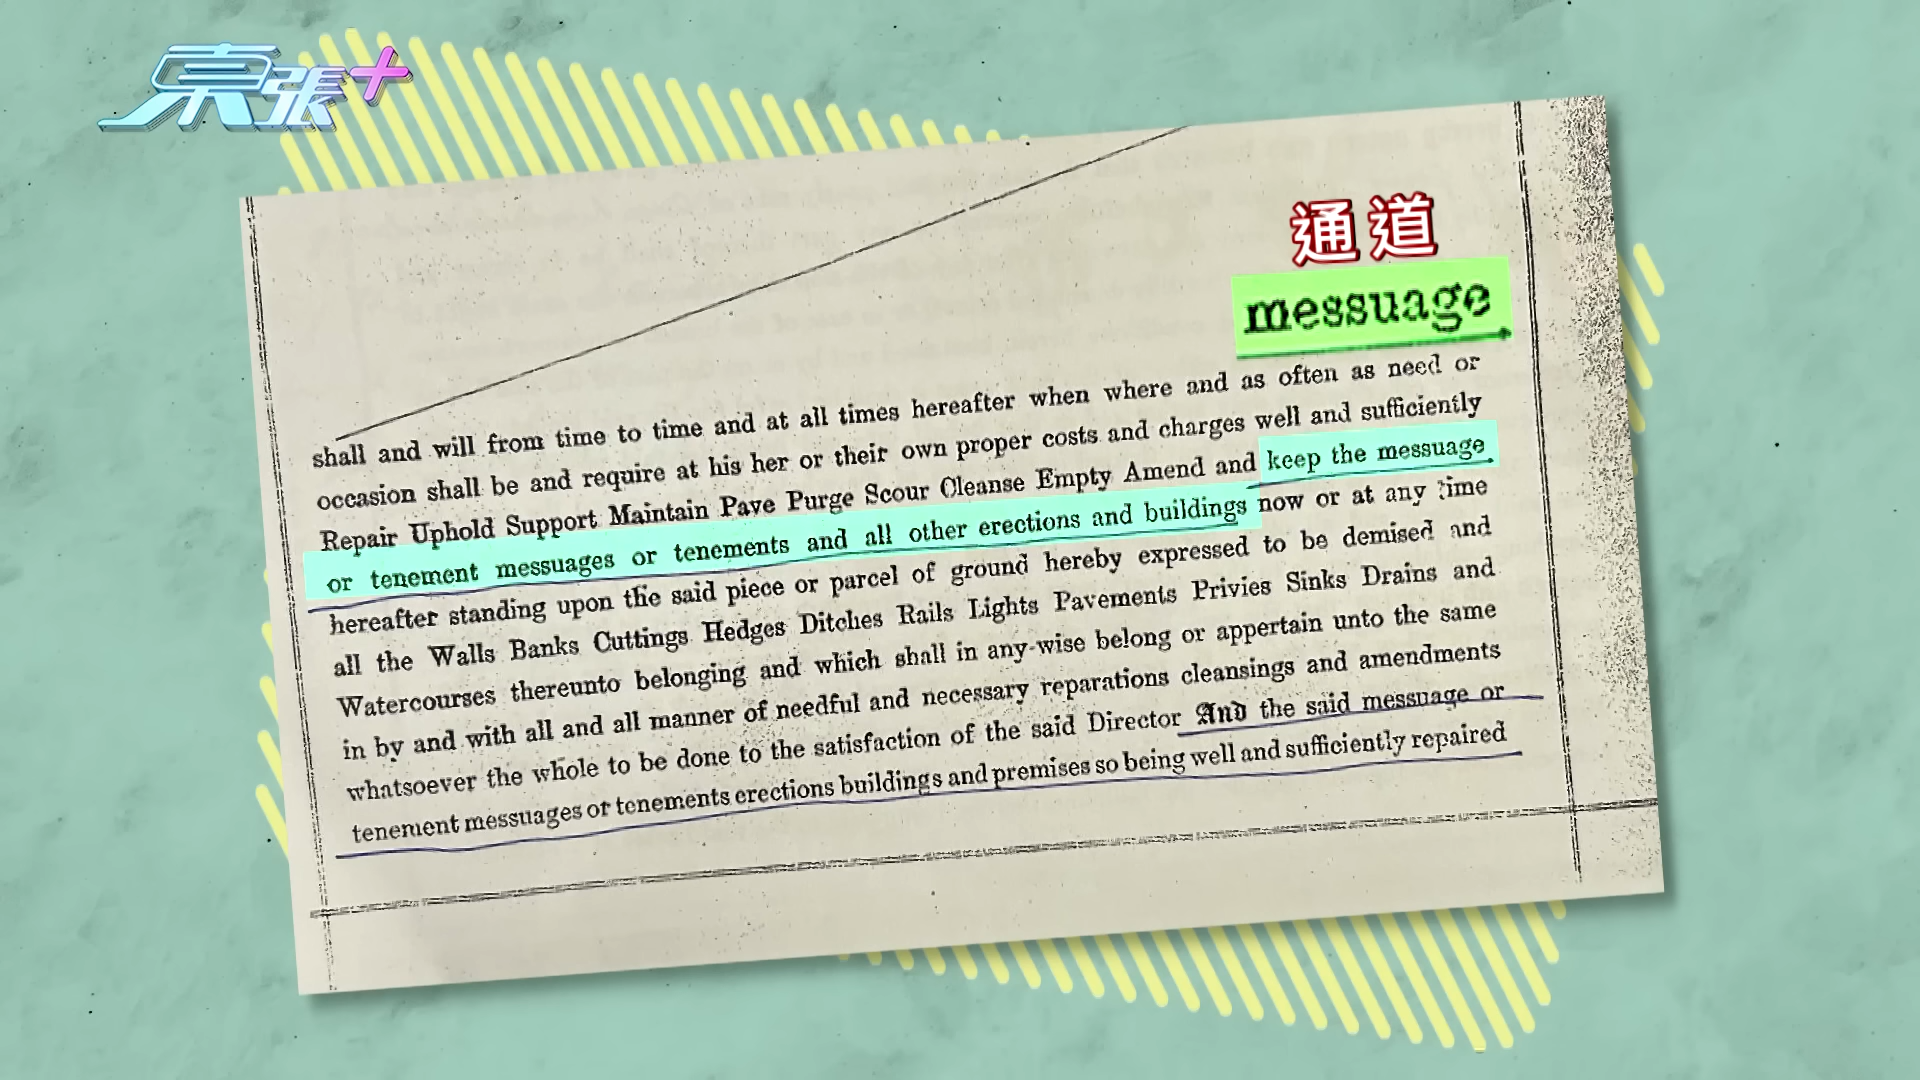 東張+
通道
messuage
shall and will from time to time and at all times hereafter when where and as often as need or
occasion shall be and require at his her or their own proper costs and charges well and sufficiently
Repair Uphold Support Maintain Pave Purge Scour Cleanse Empty Amend and keep the messuage
or tenement messuages or tenements and all other erections and buildings now or at any time
hereafter standing upon the said piece or parcel of ground hereby expressed to be demised and
all the Walls Banks Cuttings Hedges Ditches Rails Lights Pavements Privies Sinks Drains and
Watercourses thereunto belonging and which shall in any-wise belong or appertain unto the same
in by and with all and all manner of needful and necessary reparations cleansings and amendments
whatsoever the whole to be done to the satisfaction of the said Director And the said messuage or
tenement messuages or tenements erections buildings and premises so being well and sufficiently repaired